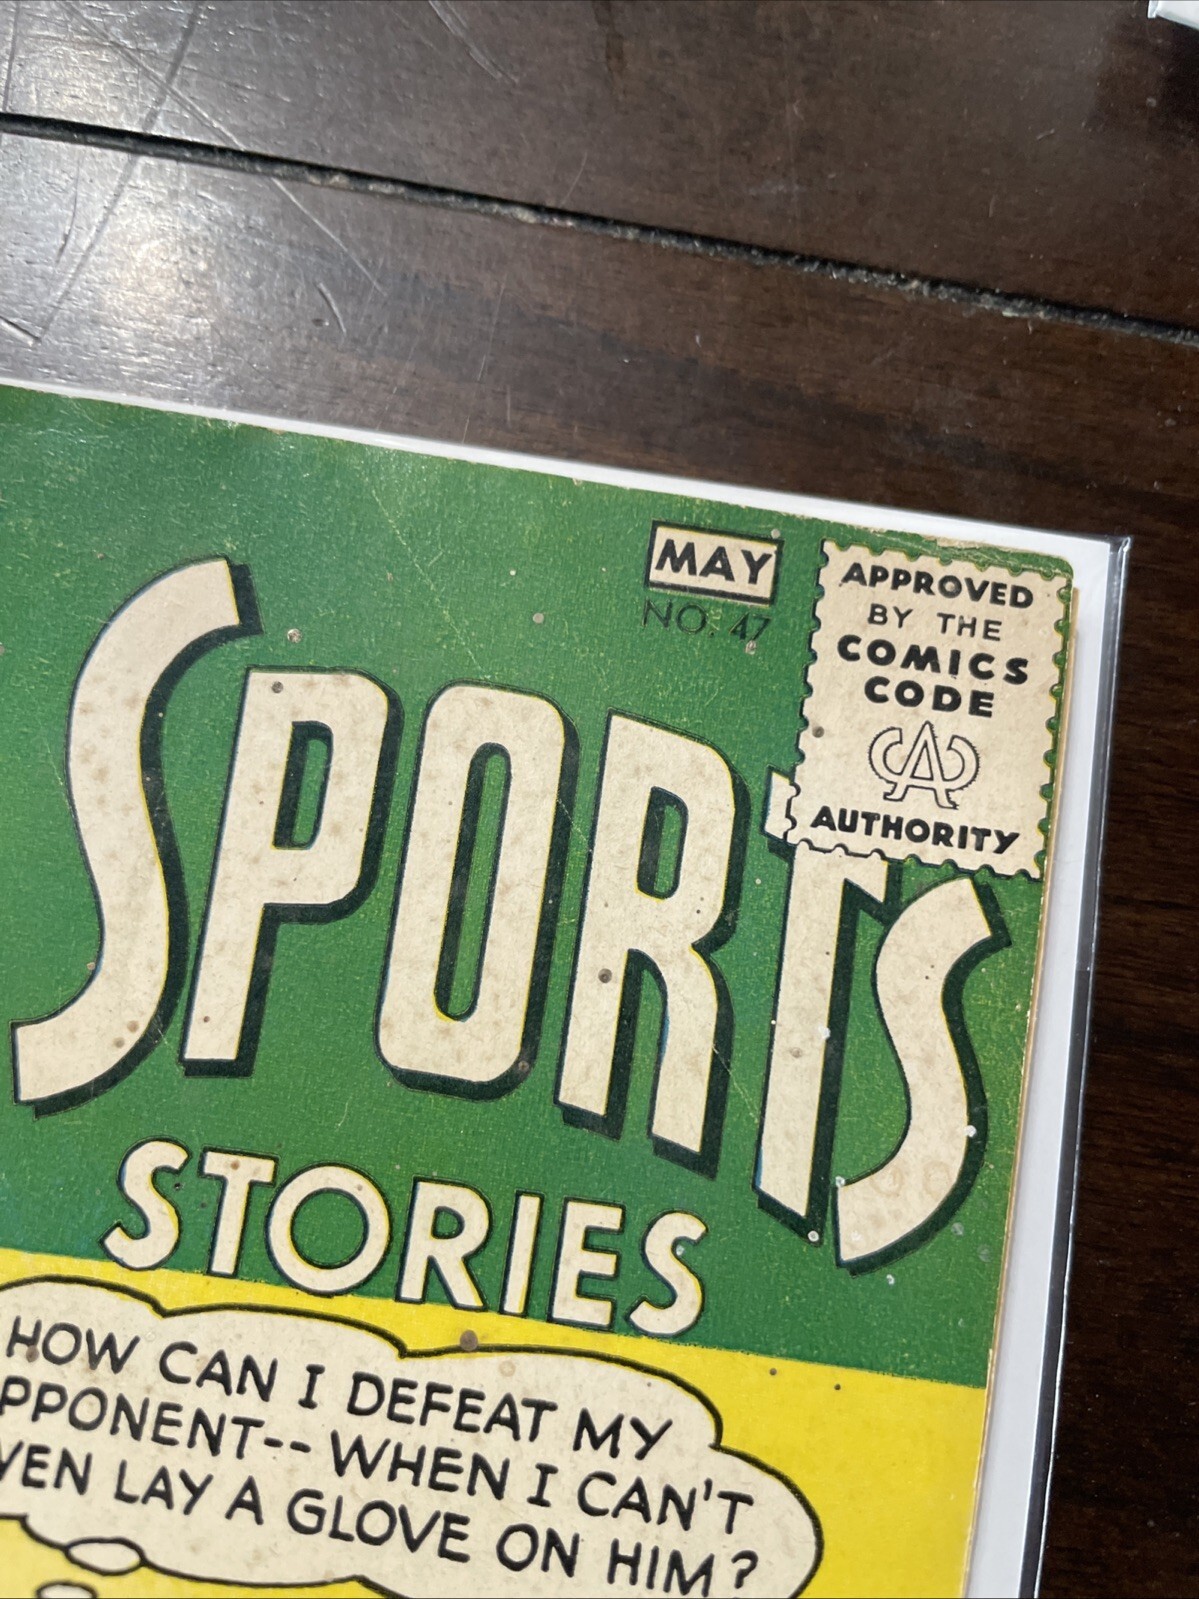 MAY
NO. 47
APPROVED
BY THE
COMICS
CODE
CA
AUTHORITY
SPORTS
STORIES
HOW CAN I DEFEAT MY
PPONENT-- WHEN I CAN'T
VEN LAY A GLOVE ON HIM?